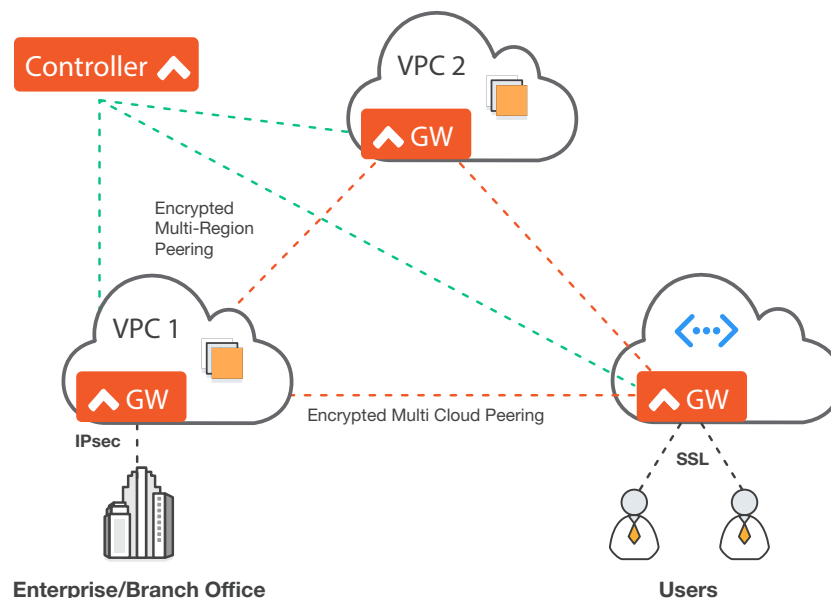 Controller
VPC 2
GW
Encrypted
Multi-Region
Peering
VPC 1
GW
Encrypted Multi Cloud Peering
GW
IPsec
SSL
Enterprise/Branch Office
Users